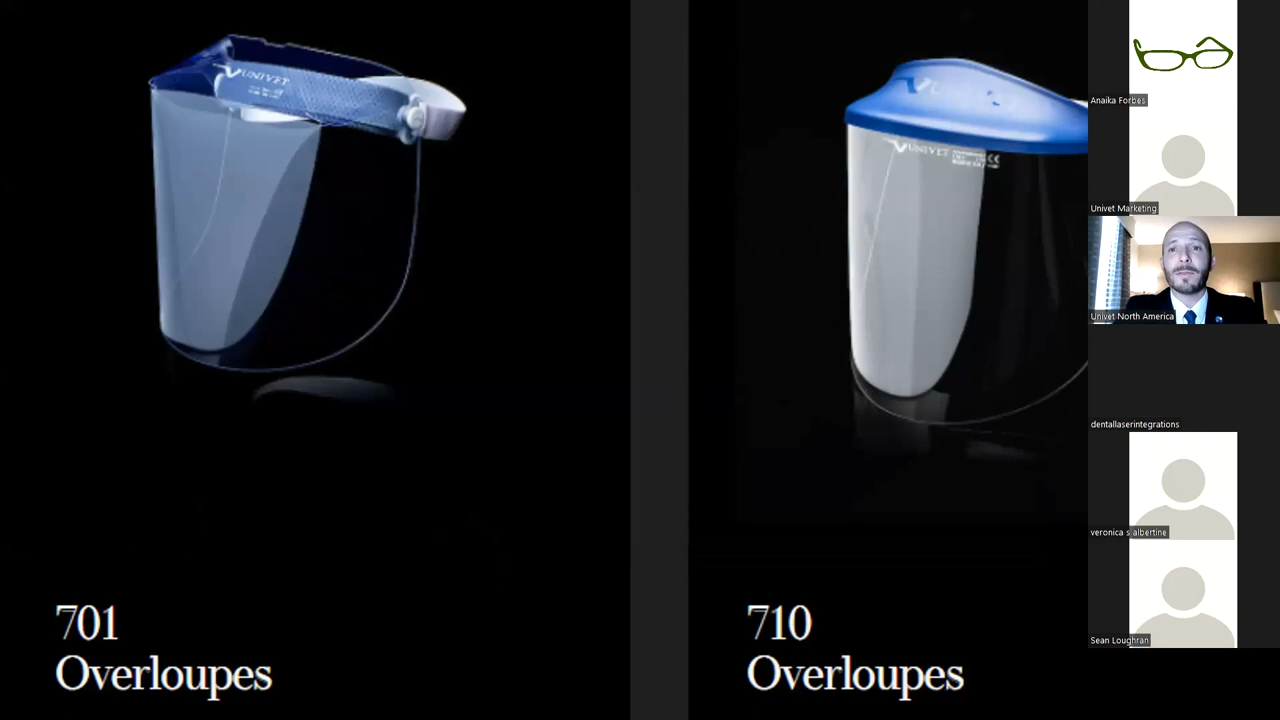 UNIVET
701
Overloupes
UNIVET
710
Overloupes
Anaika Forbes
Univet Marketing
Univet North America
dentallaserintegrations
veronica s albertine
Sean Loughran